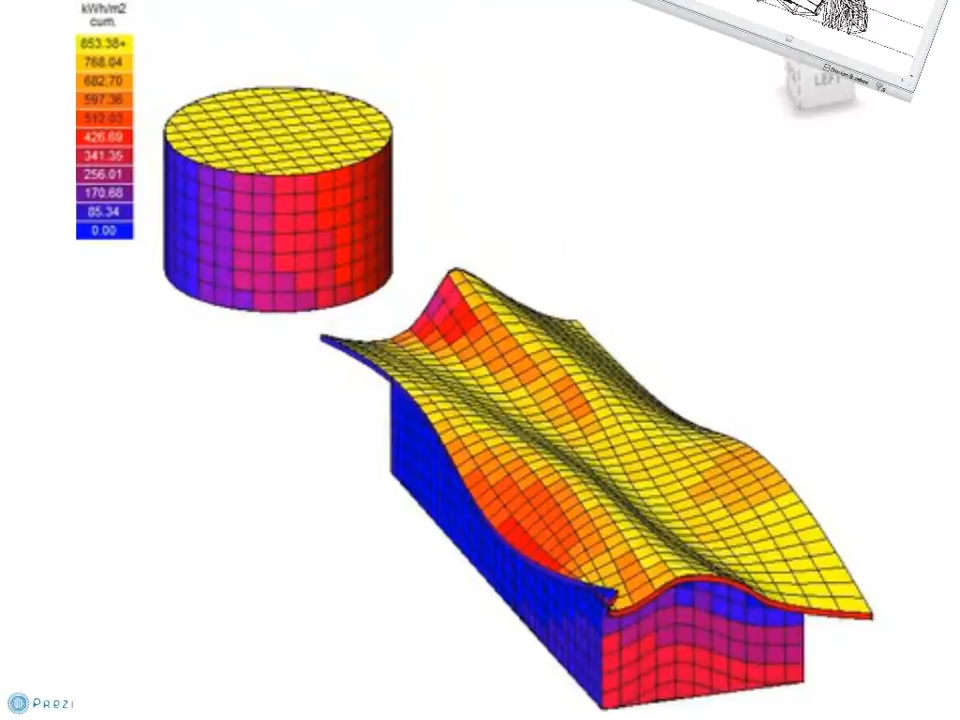 kWh/m2
cum.
853.38+
768.04
682.70
597.36
512.03
426.69
341.35
256.01
170.68
85.34
0.00
LEFT
PREZI